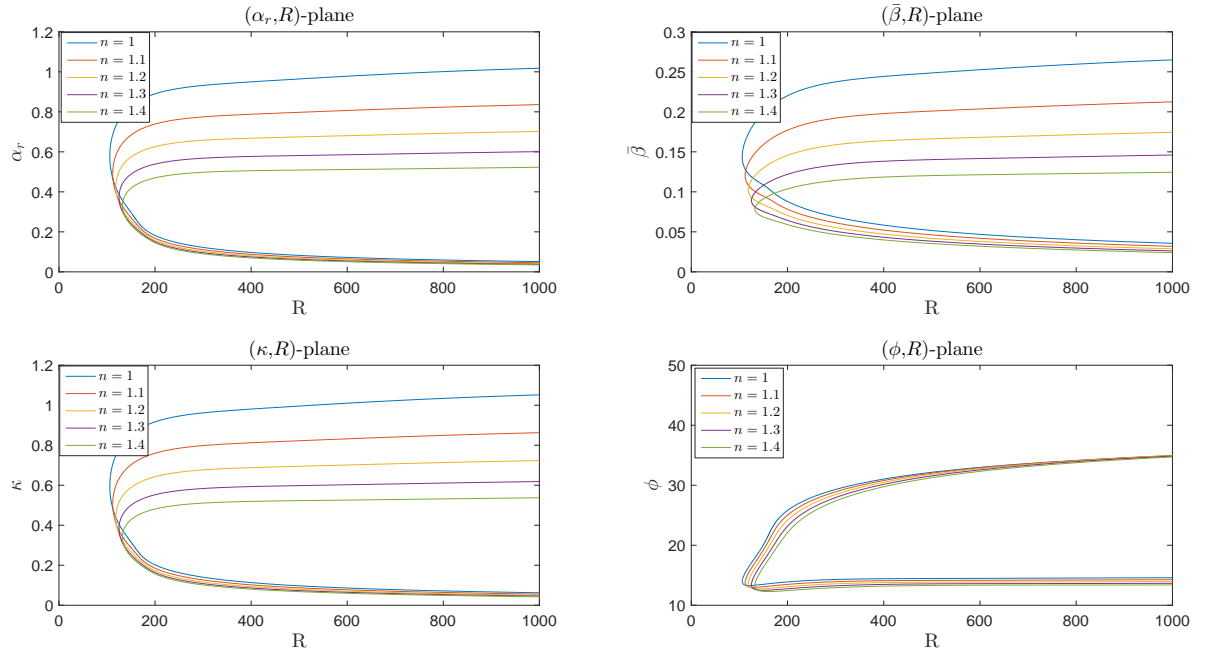 (α_r,R)-plane
1.2
1
0.8
0.6
0.4
0.2
0
α_r
n = 1
n = 1.1
n = 1.2
n = 1.3
n = 1.4
0 200 400 600 800 1000
R
(β̄,R)-plane
0.3
0.25
0.2
0.15
0.1
0.05
0
β̄
n = 1
n = 1.1
n = 1.2
n = 1.3
n = 1.4
0 200 400 600 800 1000
R
(κ,R)-plane
1.2
1
0.8
0.6
0.4
0.2
0
κ
n = 1
n = 1.1
n = 1.2
n = 1.3
n = 1.4
0 200 400 600 800 1000
R
(ϕ,R)-plane
50
40
30
20
10
ϕ
n = 1
n = 1.1
n = 1.2
n = 1.3
n = 1.4
0 200 400 600 800 1000
R